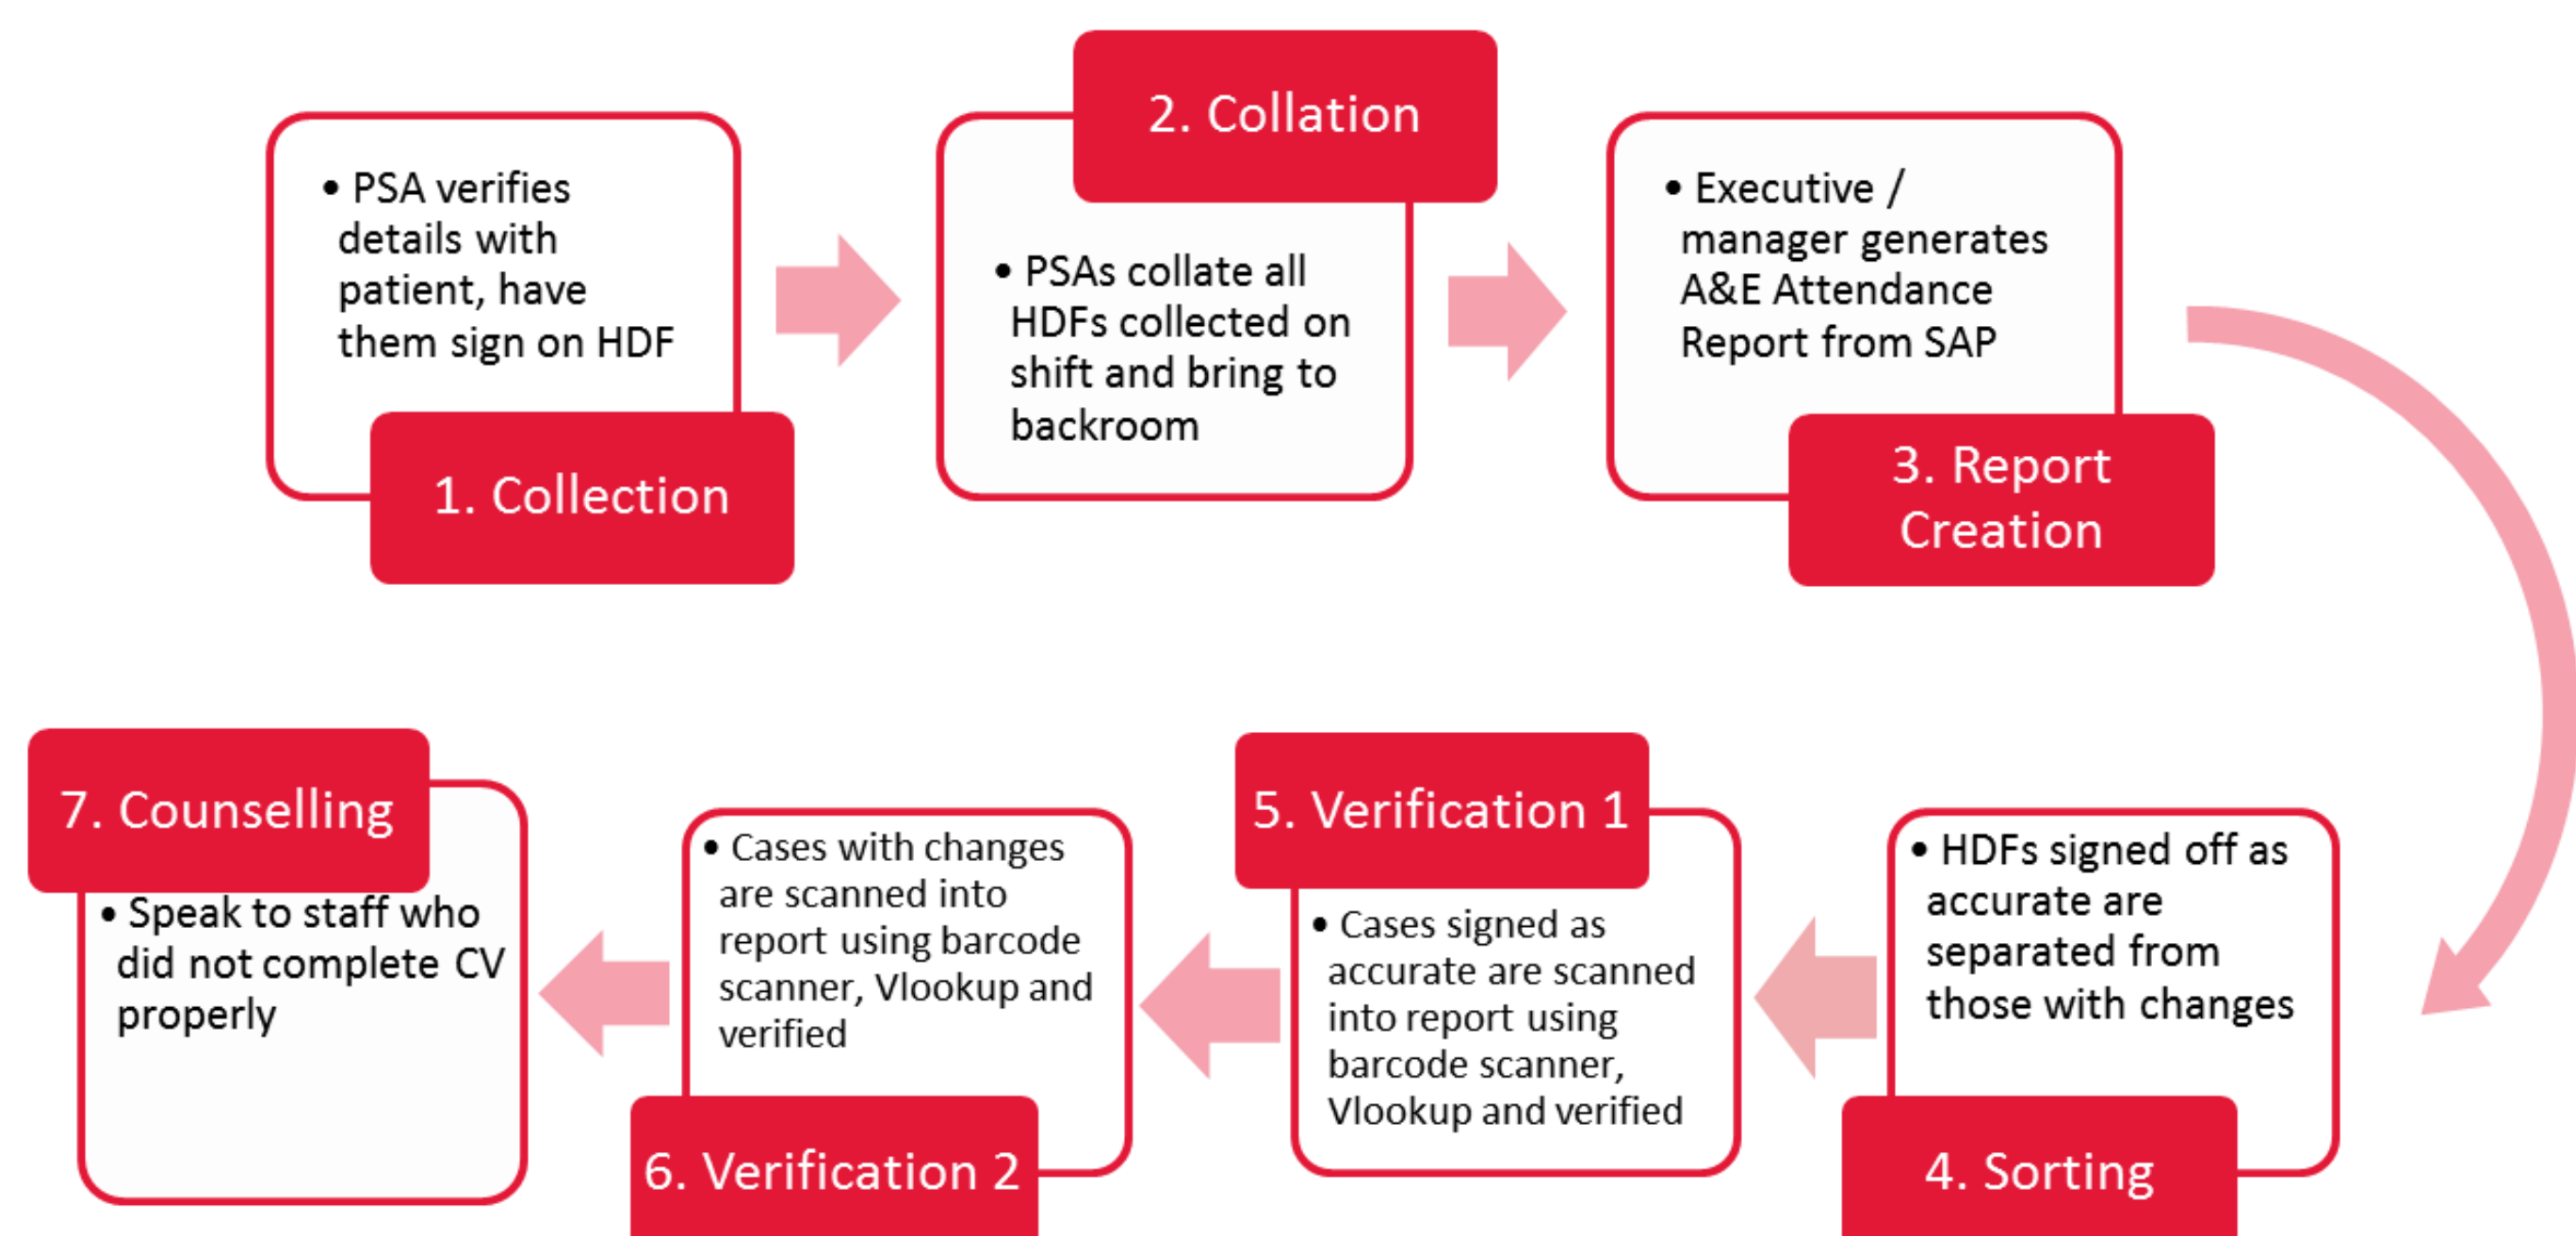 • PSA verifies
details with
patient, have
them sign on HDF
1. Collection
2. Collation
• PSAs collate all
HDFs collected on
shift and bring to
backroom
• Executive /
manager generates
A&E Attendance
Report from SAP
3. Report
Creation
• HDFs signed off as
accurate are
separated from
those with changes
4. Sorting
5. Verification 1
• Cases signed as
accurate are scanned
into report using
barcode scanner,
Vlookup and verified
• Cases with changes
are scanned into
report using barcode
scanner, Vlookup and
verified
6. Verification 2
7. Counselling
• Speak to staff who
did not complete CV
properly